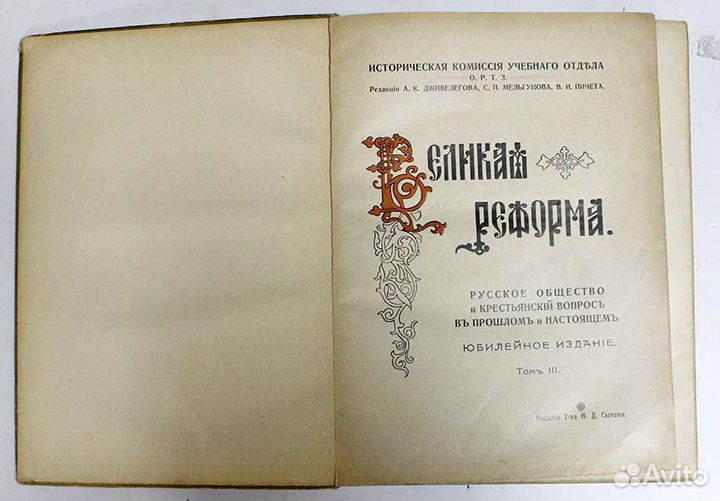 ИСТОРИЧЕСКАЯ КОМИССІЯ УЧЕБНАГО ОТДѢЛА
О. Р. Т. З.
Редакція А. К. ДЖИВЕЛЕГОВА, С. П. МЕЛЬГУНОВА, В. И. ПИЧЕТА.
ВЕЛИКАЯ
РЕФОРМА.
РУССКОЕ ОБЩЕСТВО
и КРЕСТЬЯНСКІЙ ВОПРОСЪ
ВЪ ПРОШЛОМЪ и НАСТОЯЩЕМЪ.
ЮБИЛЕЙНОЕ ИЗДАНІЕ.
Томъ III.
Изданіе Т-ва И. Д. Сытина.
Avito